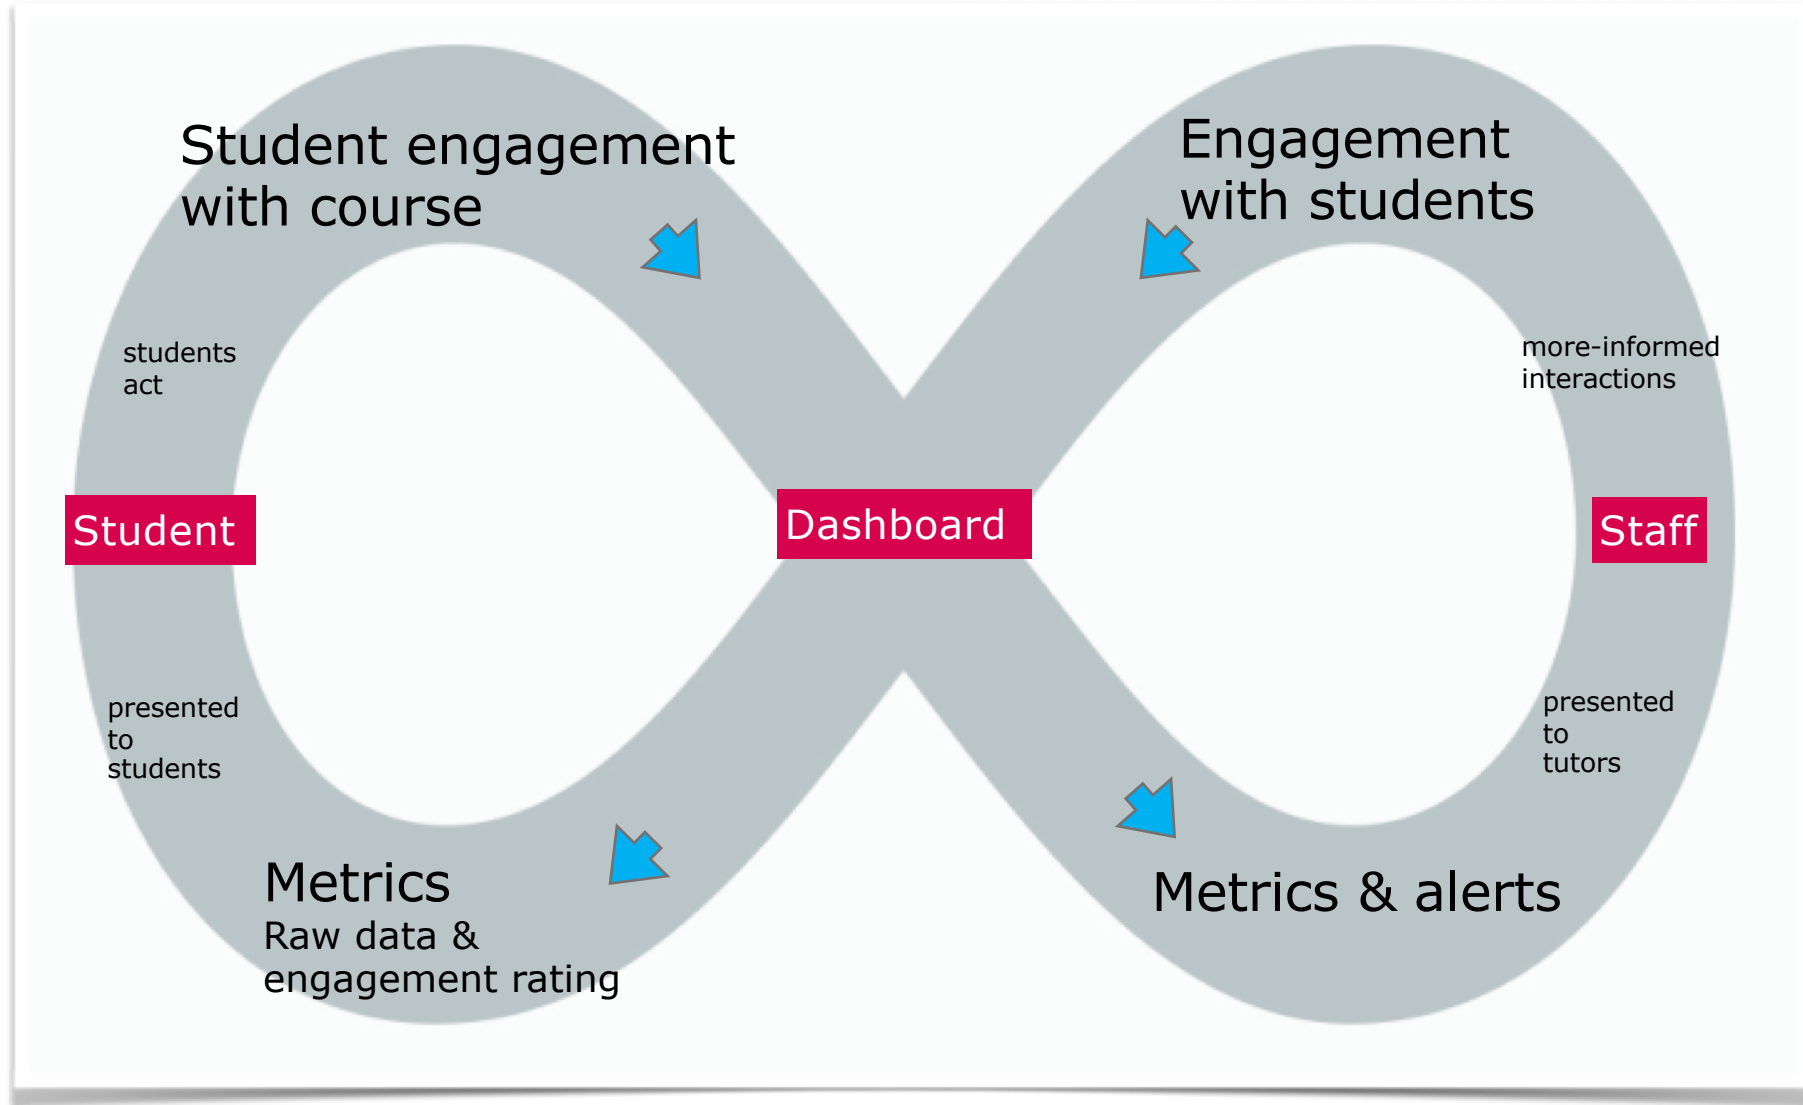 Student engagement
with course
Engagement
with students
students
act
more-informed
interactions
Student
Dashboard
Staff
presented
to
students
presented
to
tutors
Metrics
Raw data &
engagement rating
Metrics & alerts